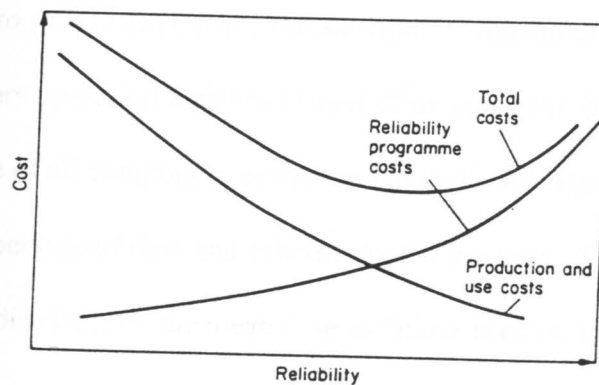 Total
costs
Reliability
programme
costs
Cost
Production and
use costs
Reliability